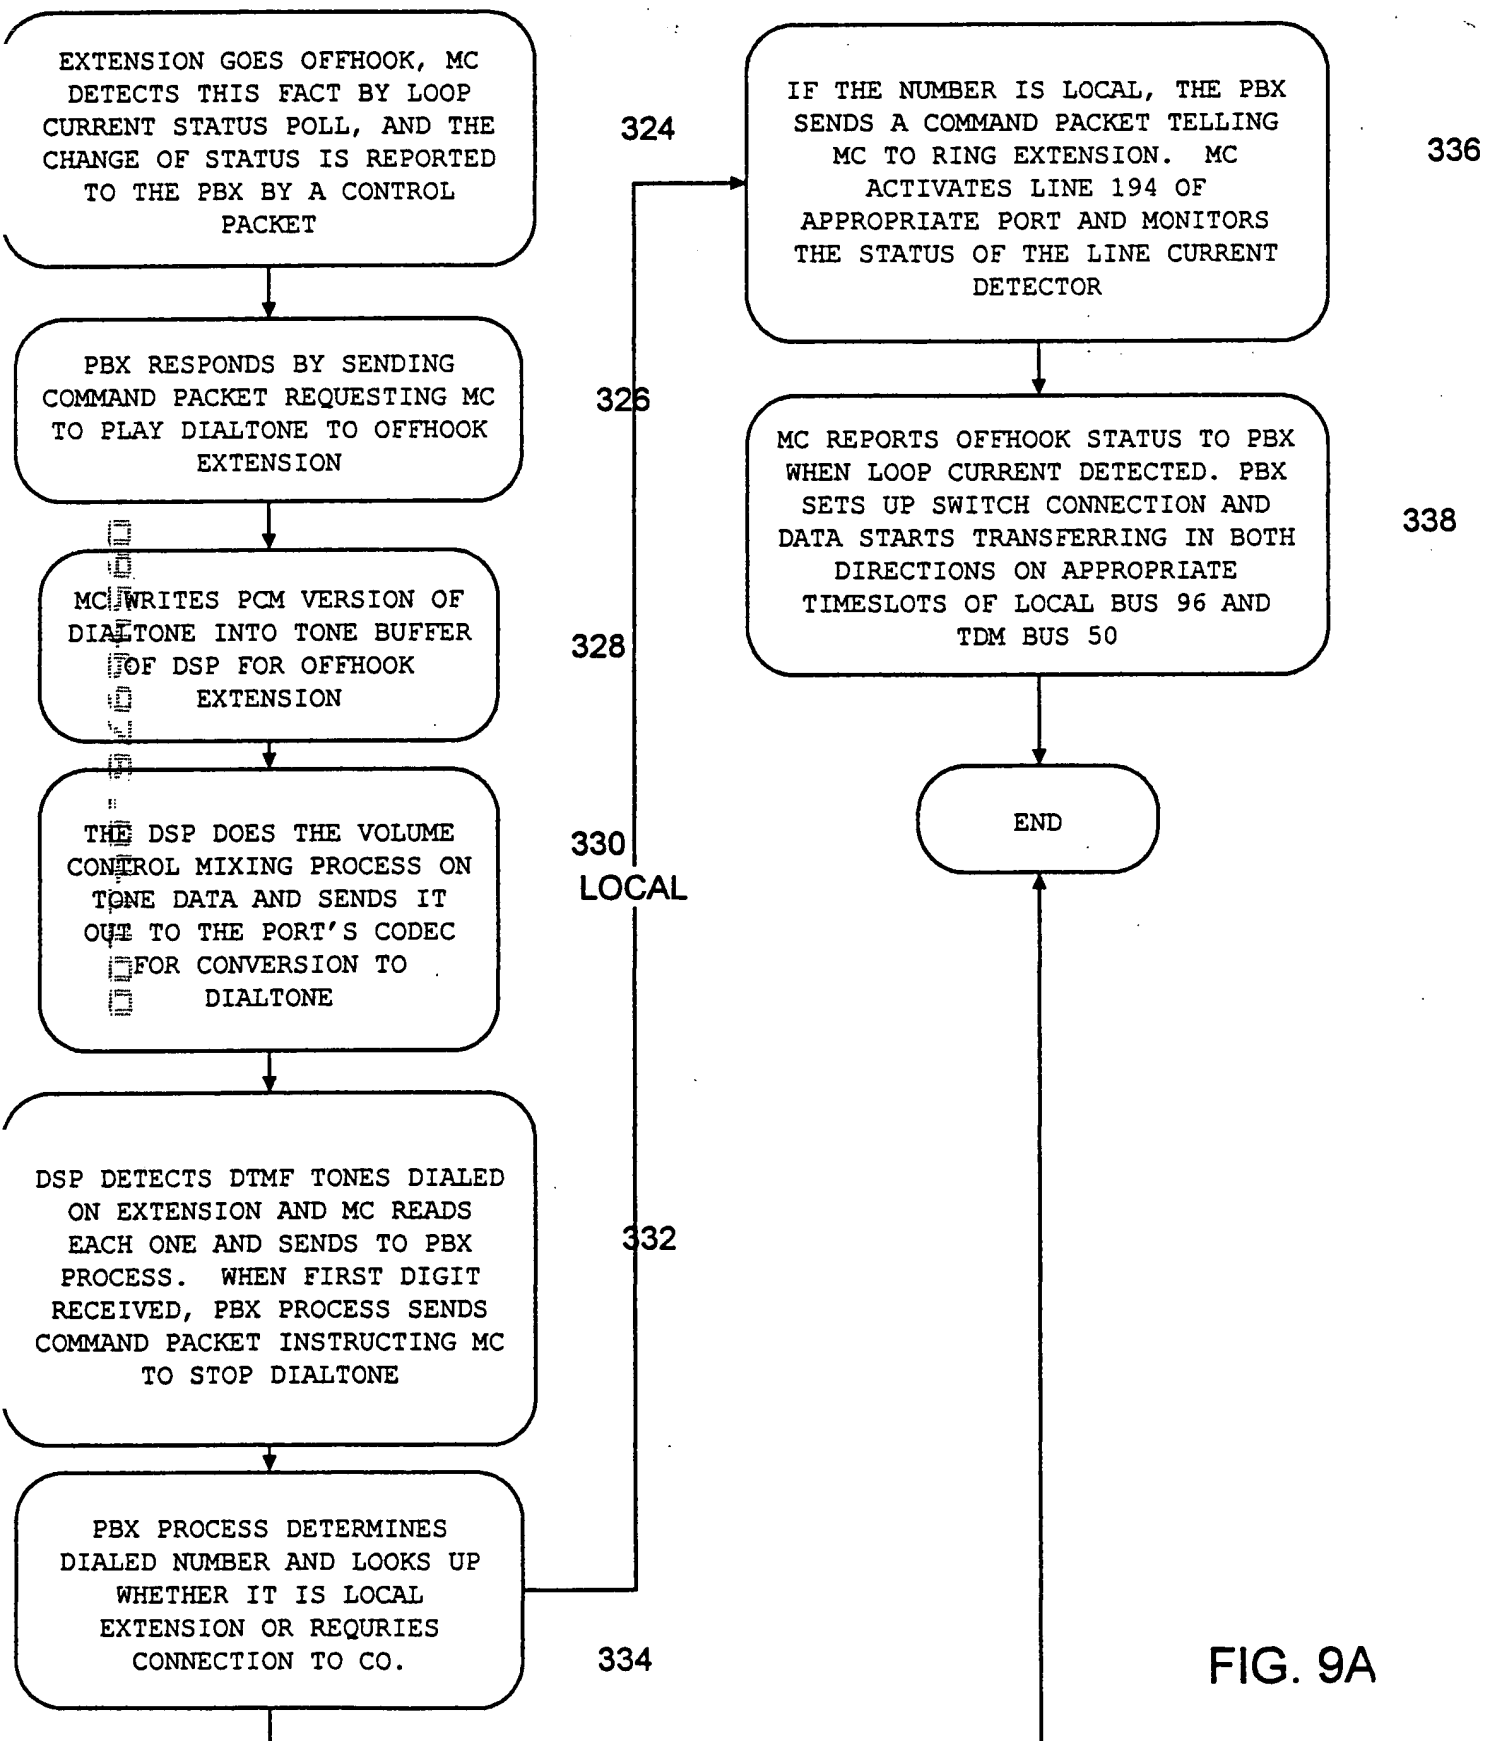 EXTENSION GOES OFFHOOK, MC
DETECTS THIS FACT BY LOOP
CURRENT STATUS POLL, AND THE
CHANGE OF STATUS IS REPORTED
TO THE PBX BY A CONTROL
PACKET
324
PBX RESPONDS BY SENDING
COMMAND PACKET REQUESTING MC
TO PLAY DIALTONE TO OFFHOOK
EXTENSION
326
MC WRITES PCM VERSION OF
DIALTONE INTO TONE BUFFER
OF DSP FOR OFFHOOK
EXTENSION
328
THE DSP DOES THE VOLUME
CONTROL MIXING PROCESS ON
TONE DATA AND SENDS IT
OUT TO THE PORT'S CODEC
FOR CONVERSION TO
DIALTONE
330
LOCAL
DSP DETECTS DTMF TONES DIALED
ON EXTENSION AND MC READS
EACH ONE AND SENDS TO PBX
PROCESS. WHEN FIRST DIGIT
RECEIVED, PBX PROCESS SENDS
COMMAND PACKET INSTRUCTING MC
TO STOP DIALTONE
332
PBX PROCESS DETERMINES
DIALED NUMBER AND LOOKS UP
WHETHER IT IS LOCAL
EXTENSION OR REQURIES
CONNECTION TO CO.
334
IF THE NUMBER IS LOCAL, THE PBX
SENDS A COMMAND PACKET TELLING
MC TO RING EXTENSION. MC
ACTIVATES LINE 194 OF
APPROPRIATE PORT AND MONITORS
THE STATUS OF THE LINE CURRENT
DETECTOR
336
MC REPORTS OFFHOOK STATUS TO PBX
WHEN LOOP CURRENT DETECTED. PBX
SETS UP SWITCH CONNECTION AND
DATA STARTS TRANSFERRING IN BOTH
DIRECTIONS ON APPROPRIATE
TIMESLOTS OF LOCAL BUS 96 AND
TDM BUS 50
338
END
FIG. 9A